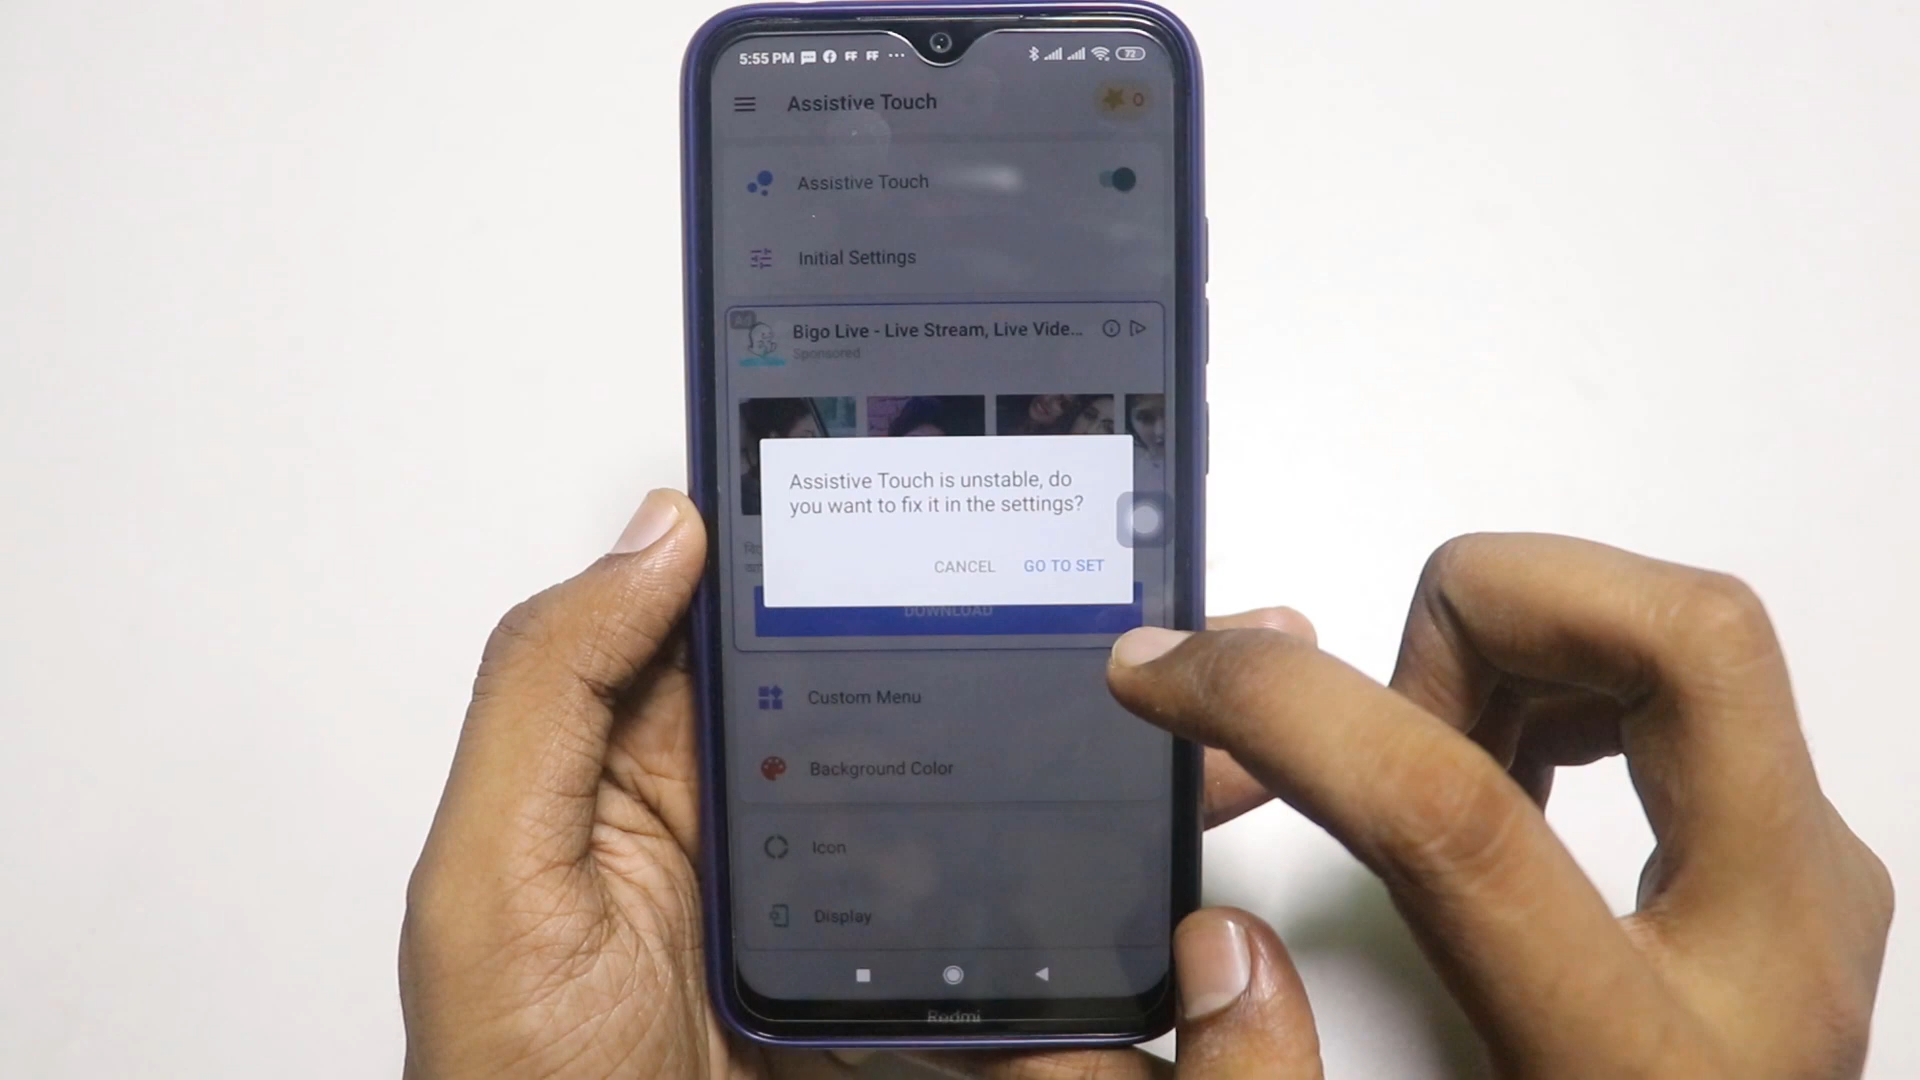 5:55 PM
72
Assistive Touch
0
Assistive Touch
Initial Settings
Ad
Bigo Live - Live Stream, Live Vide...
Sponsored
Assistive Touch is unstable, do
you want to fix it in the settings?
CANCEL GO TO SET
DOWNLOAD
Custom Menu
Background Color
Icon
Display
Redmi